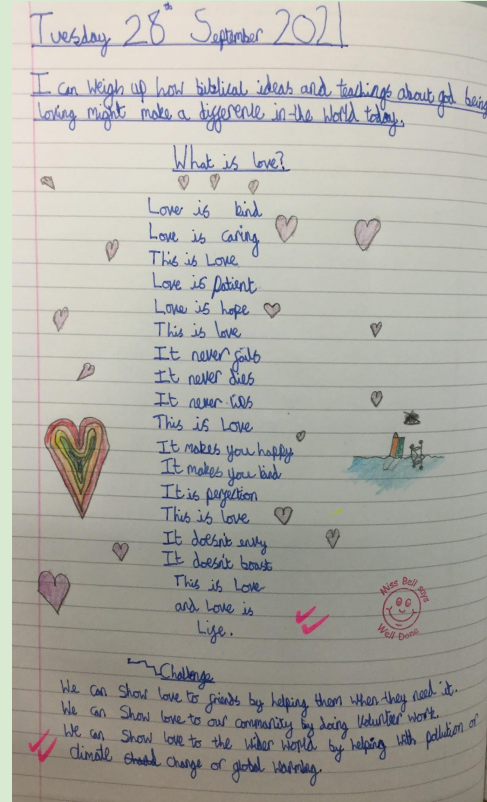 Tuesday 28th September 2021
I can weigh up how biblical ideas and teachings about god being
loving might make a difference in the world today.
What is love?
Love is kind
Love is caring
This is Love
Love is patient
Love is hope
This is love
It never fails
It never dies
It never
This is Love
It makes you happy
It makes you kind
It is perfection
This is love
It doesn't envy
It doesn't boast
This is Love
and Love is
Life.
Miss Bell says
Well Done
Challenge
We can show love to friends by helping them when they need it.
We can show love to our community by doing volunteer work.
We can show love to the wider world by helping with pollution or
climate change or global warming.